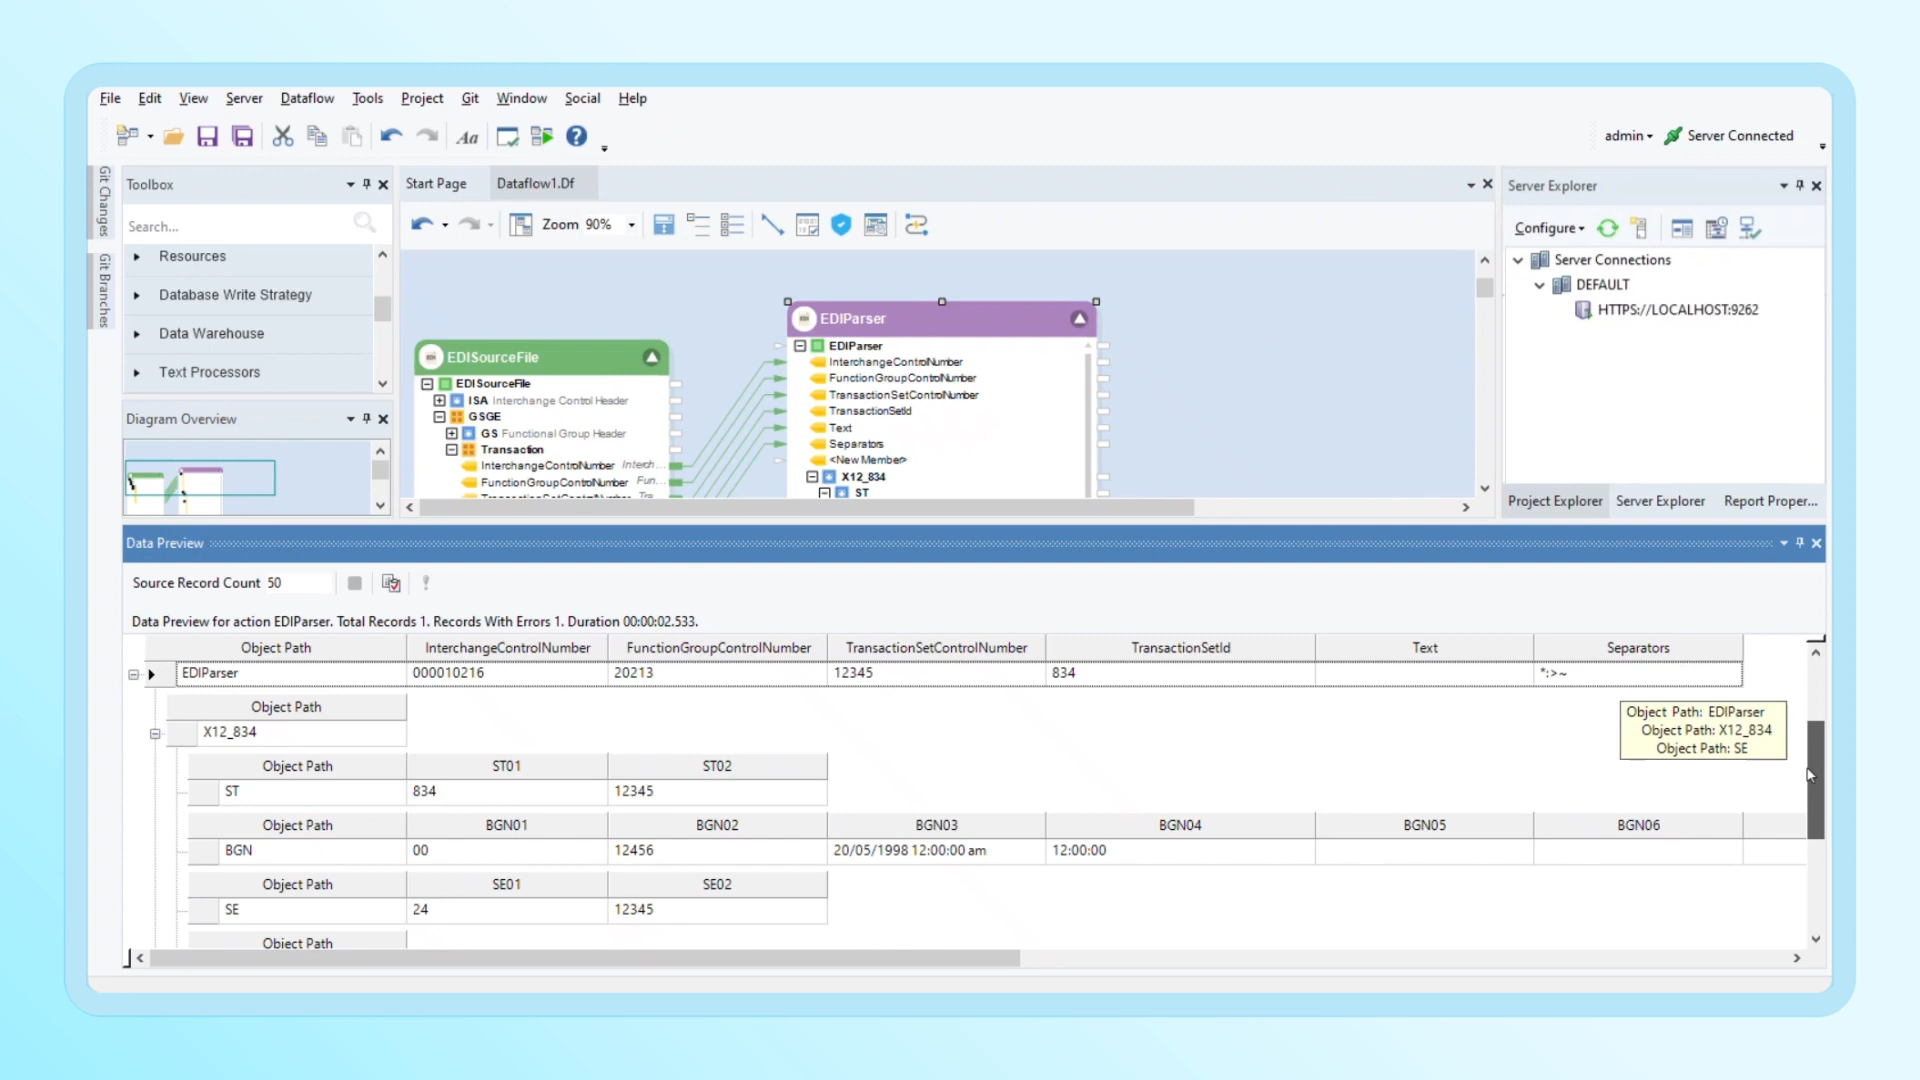 File Edit View Server Dataflow Tools Project Git Window Social Help
Aa
admin Server Connected
Git Changes
Git Branches
Toolbox
Search...
Resources
Database Write Strategy
Data Warehouse
Text Processors
Diagram Overview
Start Page Dataflow1.Df
Zoom 90%
EDISourceFile
EDISourceFile
ISA Interchange Control Header
GSGE
GS Functional Group Header
Transaction
InterchangeControlNumber Interch...
FunctionGroupControlNumber Fun...
TransactionSetControlNumber Tra...
EDIParser
EDIParser
InterchangeControlNumber
FunctionGroupControlNumber
TransactionSetControlNumber
TransactionSetId
Text
Separators
<New Member>
X12_834
ST
Server Explorer
Configure
Server Connections
DEFAULT
HTTPS://LOCALHOST:9262
Project Explorer Server Explorer Report Proper...
Data Preview
Source Record Count 50
Data Preview for action EDIParser. Total Records 1. Records With Errors 1. Duration 00:00:02.533.
Object Path InterchangeControlNumber FunctionGroupControlNumber TransactionSetControlNumber TransactionSetId Text Separators
EDIParser 000010216 20213 12345 834 *:>~
Object Path
X12_834
Object Path: EDIParser
Object Path: X12_834
Object Path: SE
Object Path ST01 ST02
ST 834 12345
Object Path BGN01 BGN02 BGN03 BGN04 BGN05 BGN06
BGN 00 12456 20/05/1998 12:00:00 am 12:00:00
Object Path SE01 SE02
SE 24 12345
Object Path